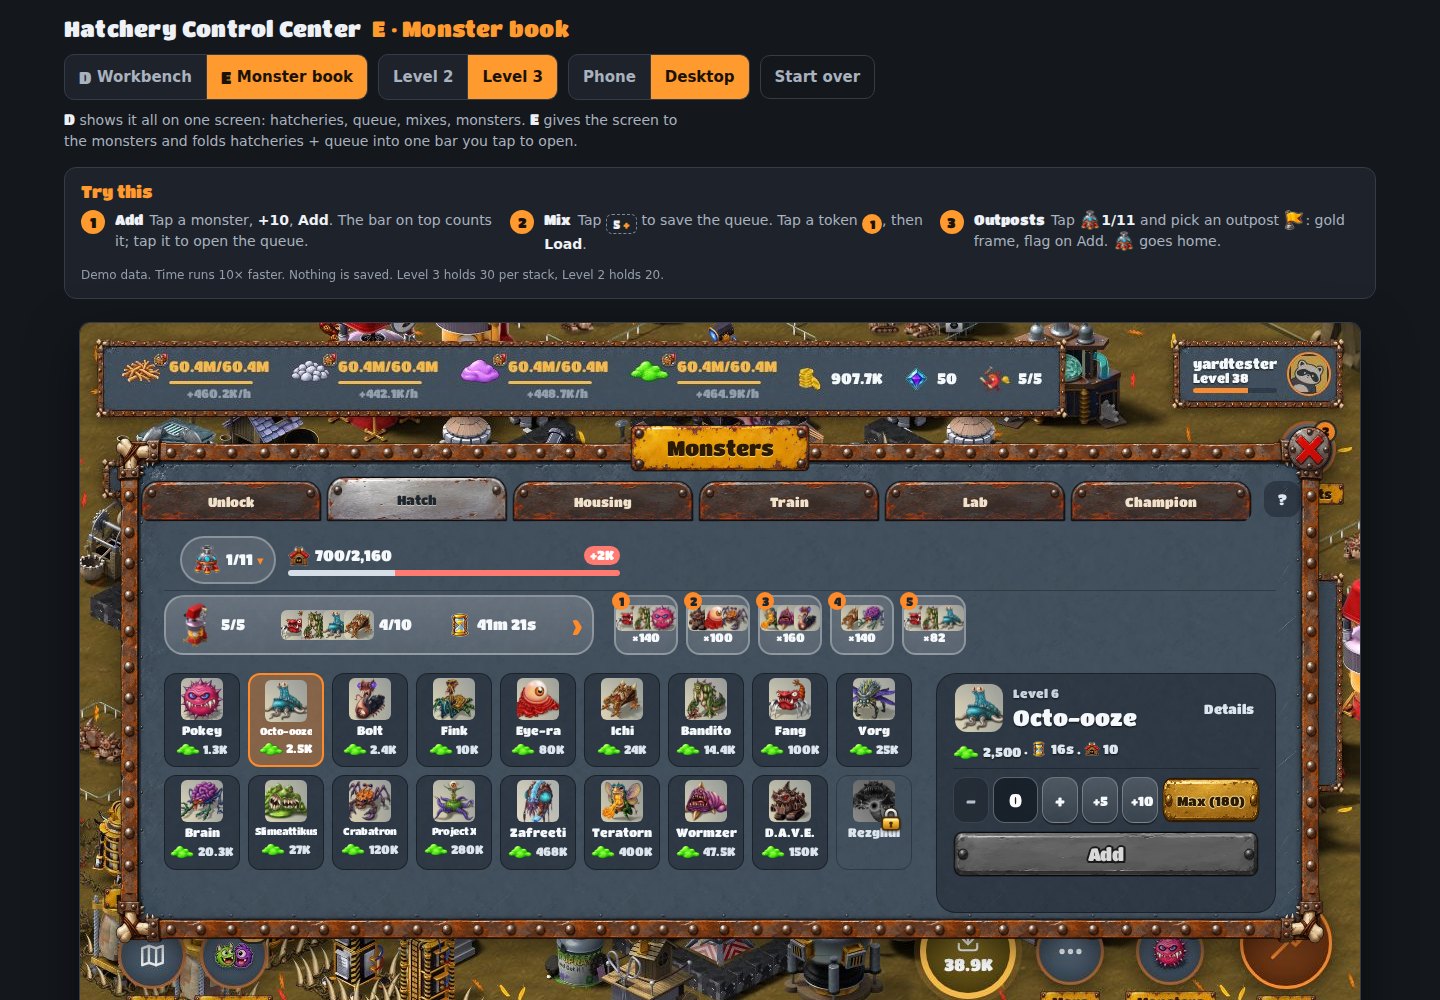 Hatchery Control Center E · Monster book
D Workbench E Monster book Level 2 Level 3 Phone Desktop Start over
D shows it all on one screen: hatcheries, queue, mixes, monsters. E gives the screen to
the monsters and folds hatcheries + queue into one bar you tap to open.
Try this
1 Add Tap a monster, +10, Add. The bar on top counts
it; tap it to open the queue.
2 Mix Tap 5+ to save the queue. Tap a token 1, then
Load.
3 Outposts Tap 1/11 and pick an outpost: gold
frame, flag on Add. goes home.
Demo data. Time runs 10× faster. Nothing is saved. Level 3 holds 30 per stack, Level 2 holds 20.
60.4M/60.4M 60.4M/60.4M 60.4M/60.4M 60.4M/60.4M 907.7K 50 5/5
+460.2K/h +442.1K/h +448.7K/h +464.9K/h
yardtester
Level 38
Monsters
Unlock Hatch Housing Train Lab Champion ?
1/11 700/2,160 +2K
5/5 4/10 41m 21s
1 2 3 4 5
×140 ×100 ×160 ×140 ×82
Pokey Octo-ooze Bolt Fink Eye-ra Ichi Bandito Fang Vorg
1.3K 2.5K 2.4K 10K 80K 24K 14.4K 100K 25K
Brain Slimeattikus Crabatron Project X Zafreeti Teratorn Wormzer D.A.V.E.
20.3K 27K 120K 280K 468K 400K 47.5K 150K
Level 6
Octo-ooze
Details
2,500 · 16s · 10
- 0 + +5 +10 Max (180)
Add
38.9K